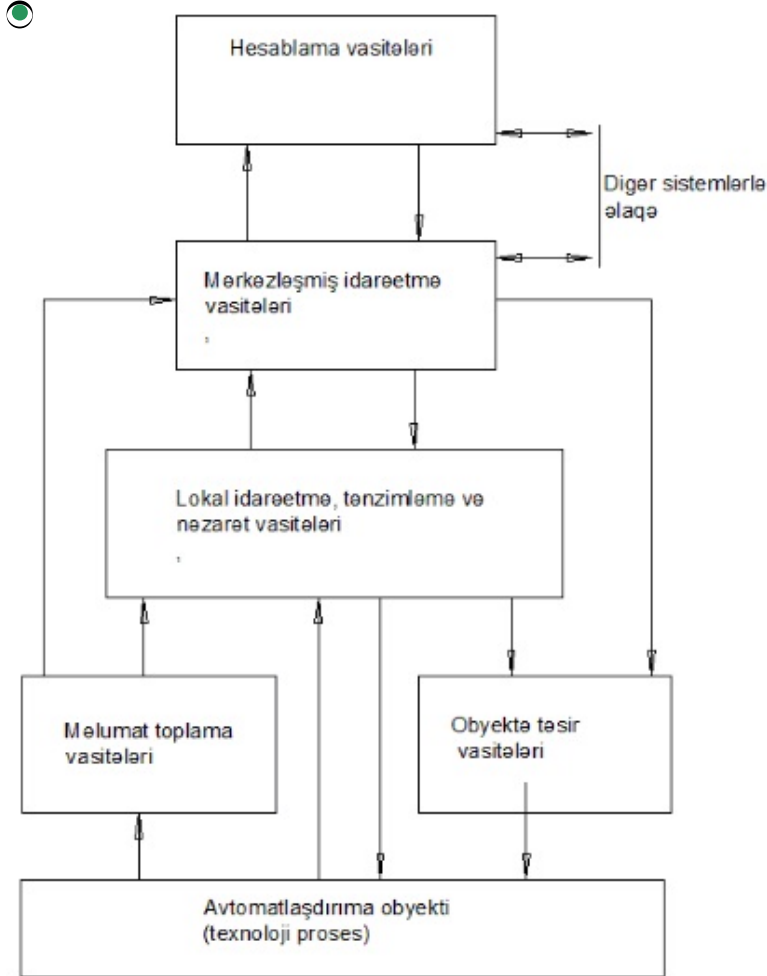 Hesablama vasitələri
Digər sistemlərlə
əlaqə
Mərkəzləşmiş idarəetmə
vasitələri
,
Lokal idarəetmə, tənzimləmə və
nəzarət vasitələri
,
Məlumat toplama
vasitələri
Obyektə təsir
vasitələri
Avtomatlaşdırıma obyekti
(texnoloji proses)